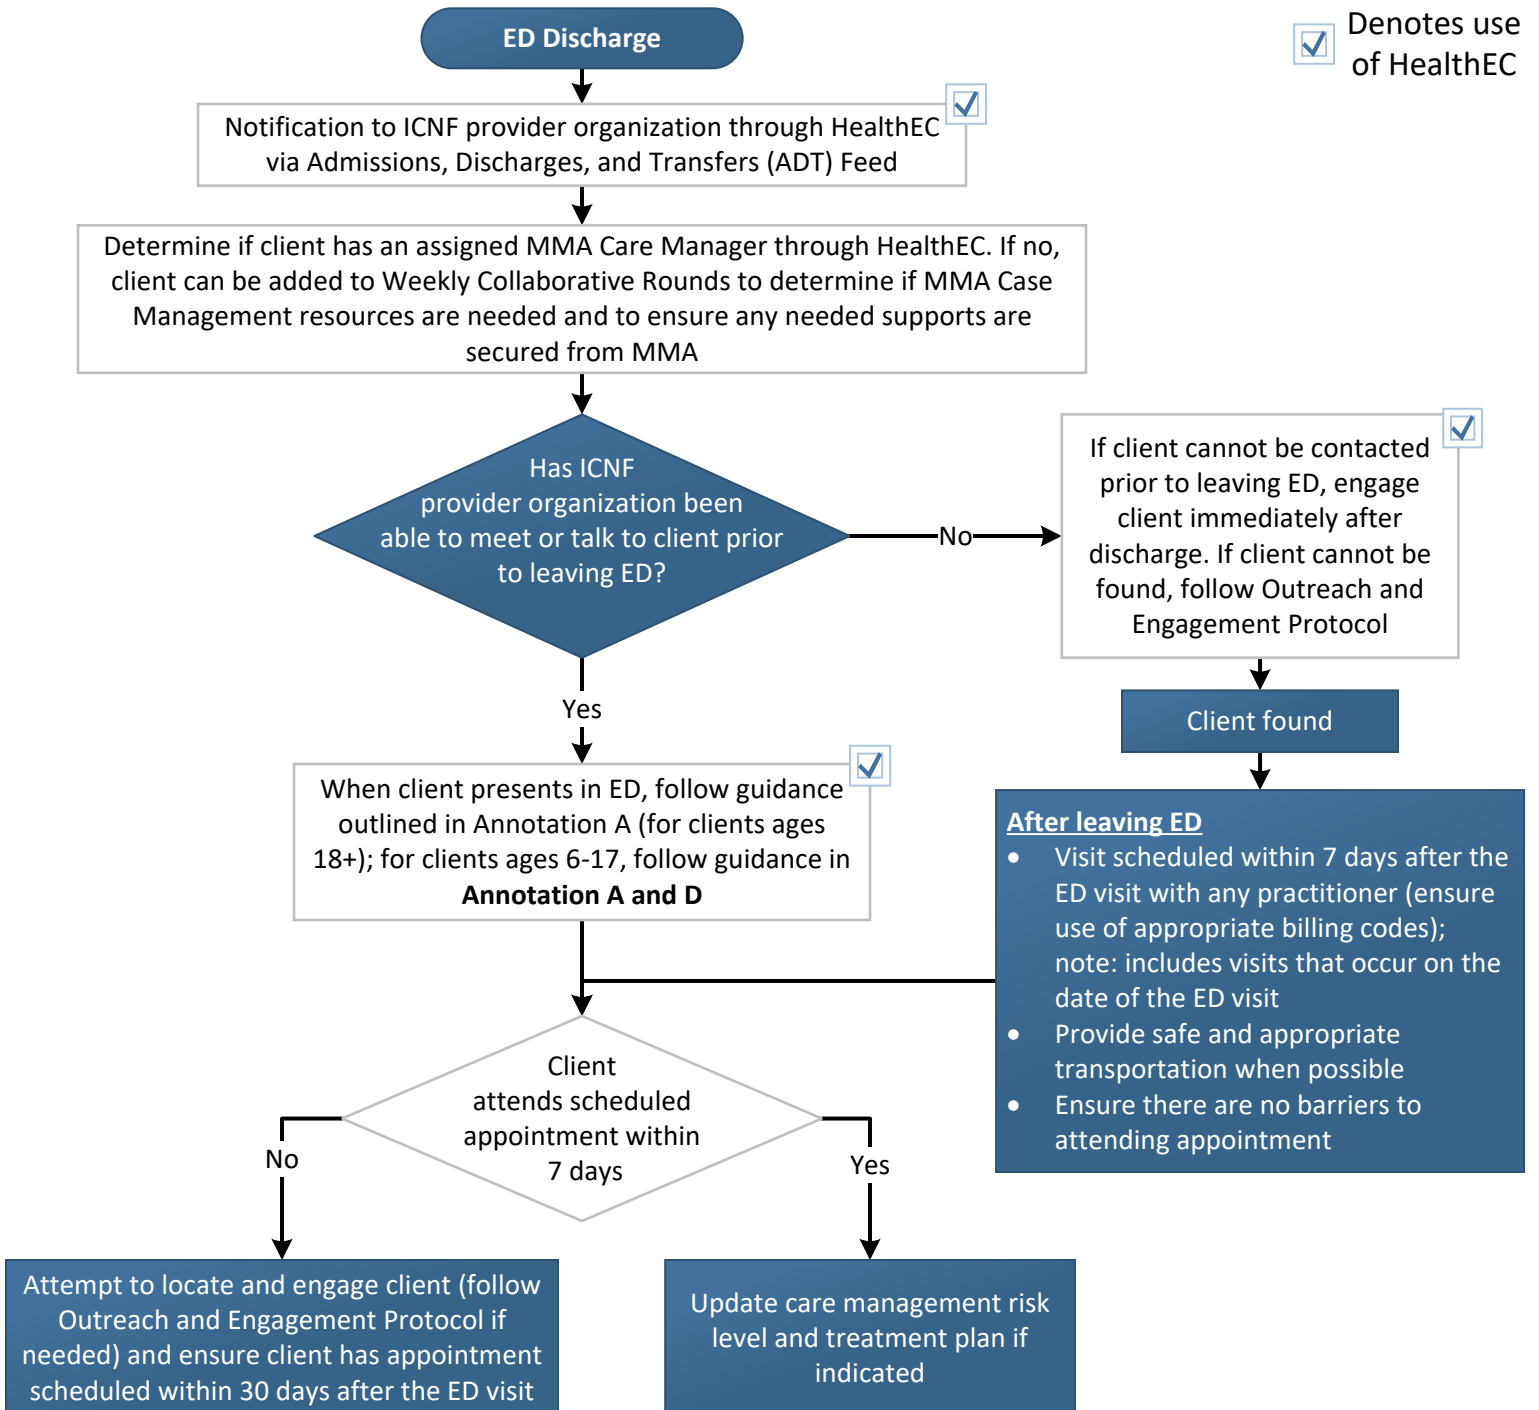 ED Discharge
Denotes use
of HealthEC
Notification to ICNF provider organization through HealthEC
via Admissions, Discharges, and Transfers (ADT) Feed
Determine if client has an assigned MMA Care Manager through HealthEC. If no,
client can be added to Weekly Collaborative Rounds to determine if MMA Case
Management resources are needed and to ensure any needed supports are
secured from MMA
Has ICNF
provider organization been
able to meet or talk to client prior
to leaving ED?
No
If client cannot be contacted
prior to leaving ED, engage
client immediately after
discharge. If client cannot be
found, follow Outreach and
Engagement Protocol
Client found
Yes
When client presents in ED, follow guidance
outlined in Annotation A (for clients ages
18+); for clients ages 6-17, follow guidance in
Annotation A and D
After leaving ED
• Visit scheduled within 7 days after the
ED visit with any practitioner (ensure
use of appropriate billing codes);
note: includes visits that occur on the
date of the ED visit
• Provide safe and appropriate
transportation when possible
• Ensure there are no barriers to
attending appointment
Client
attends scheduled
appointment within
7 days
No
Yes
Attempt to locate and engage client (follow
Outreach and Engagement Protocol if
needed) and ensure client has appointment
scheduled within 30 days after the ED visit
Update care management risk
level and treatment plan if
indicated